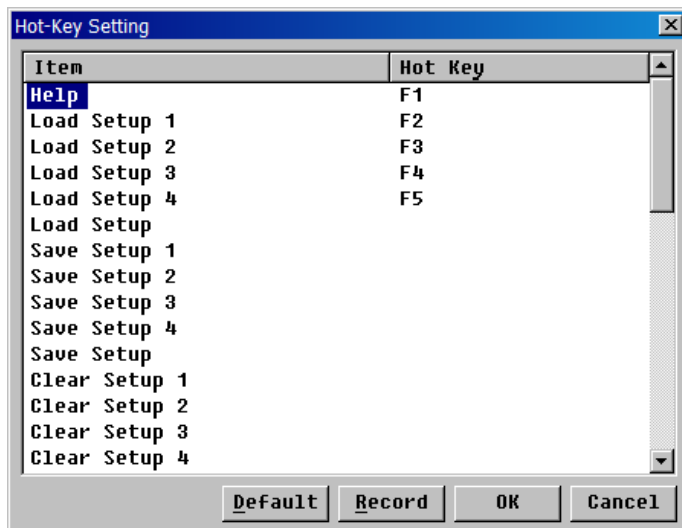 Hot-Key Setting
Item Hot Key
Help F1
Load Setup 1 F2
Load Setup 2 F3
Load Setup 3 F4
Load Setup 4 F5
Load Setup
Save Setup 1
Save Setup 2
Save Setup 3
Save Setup 4
Save Setup
Clear Setup 1
Clear Setup 2
Clear Setup 3
Clear Setup 4
Default Record OK Cancel